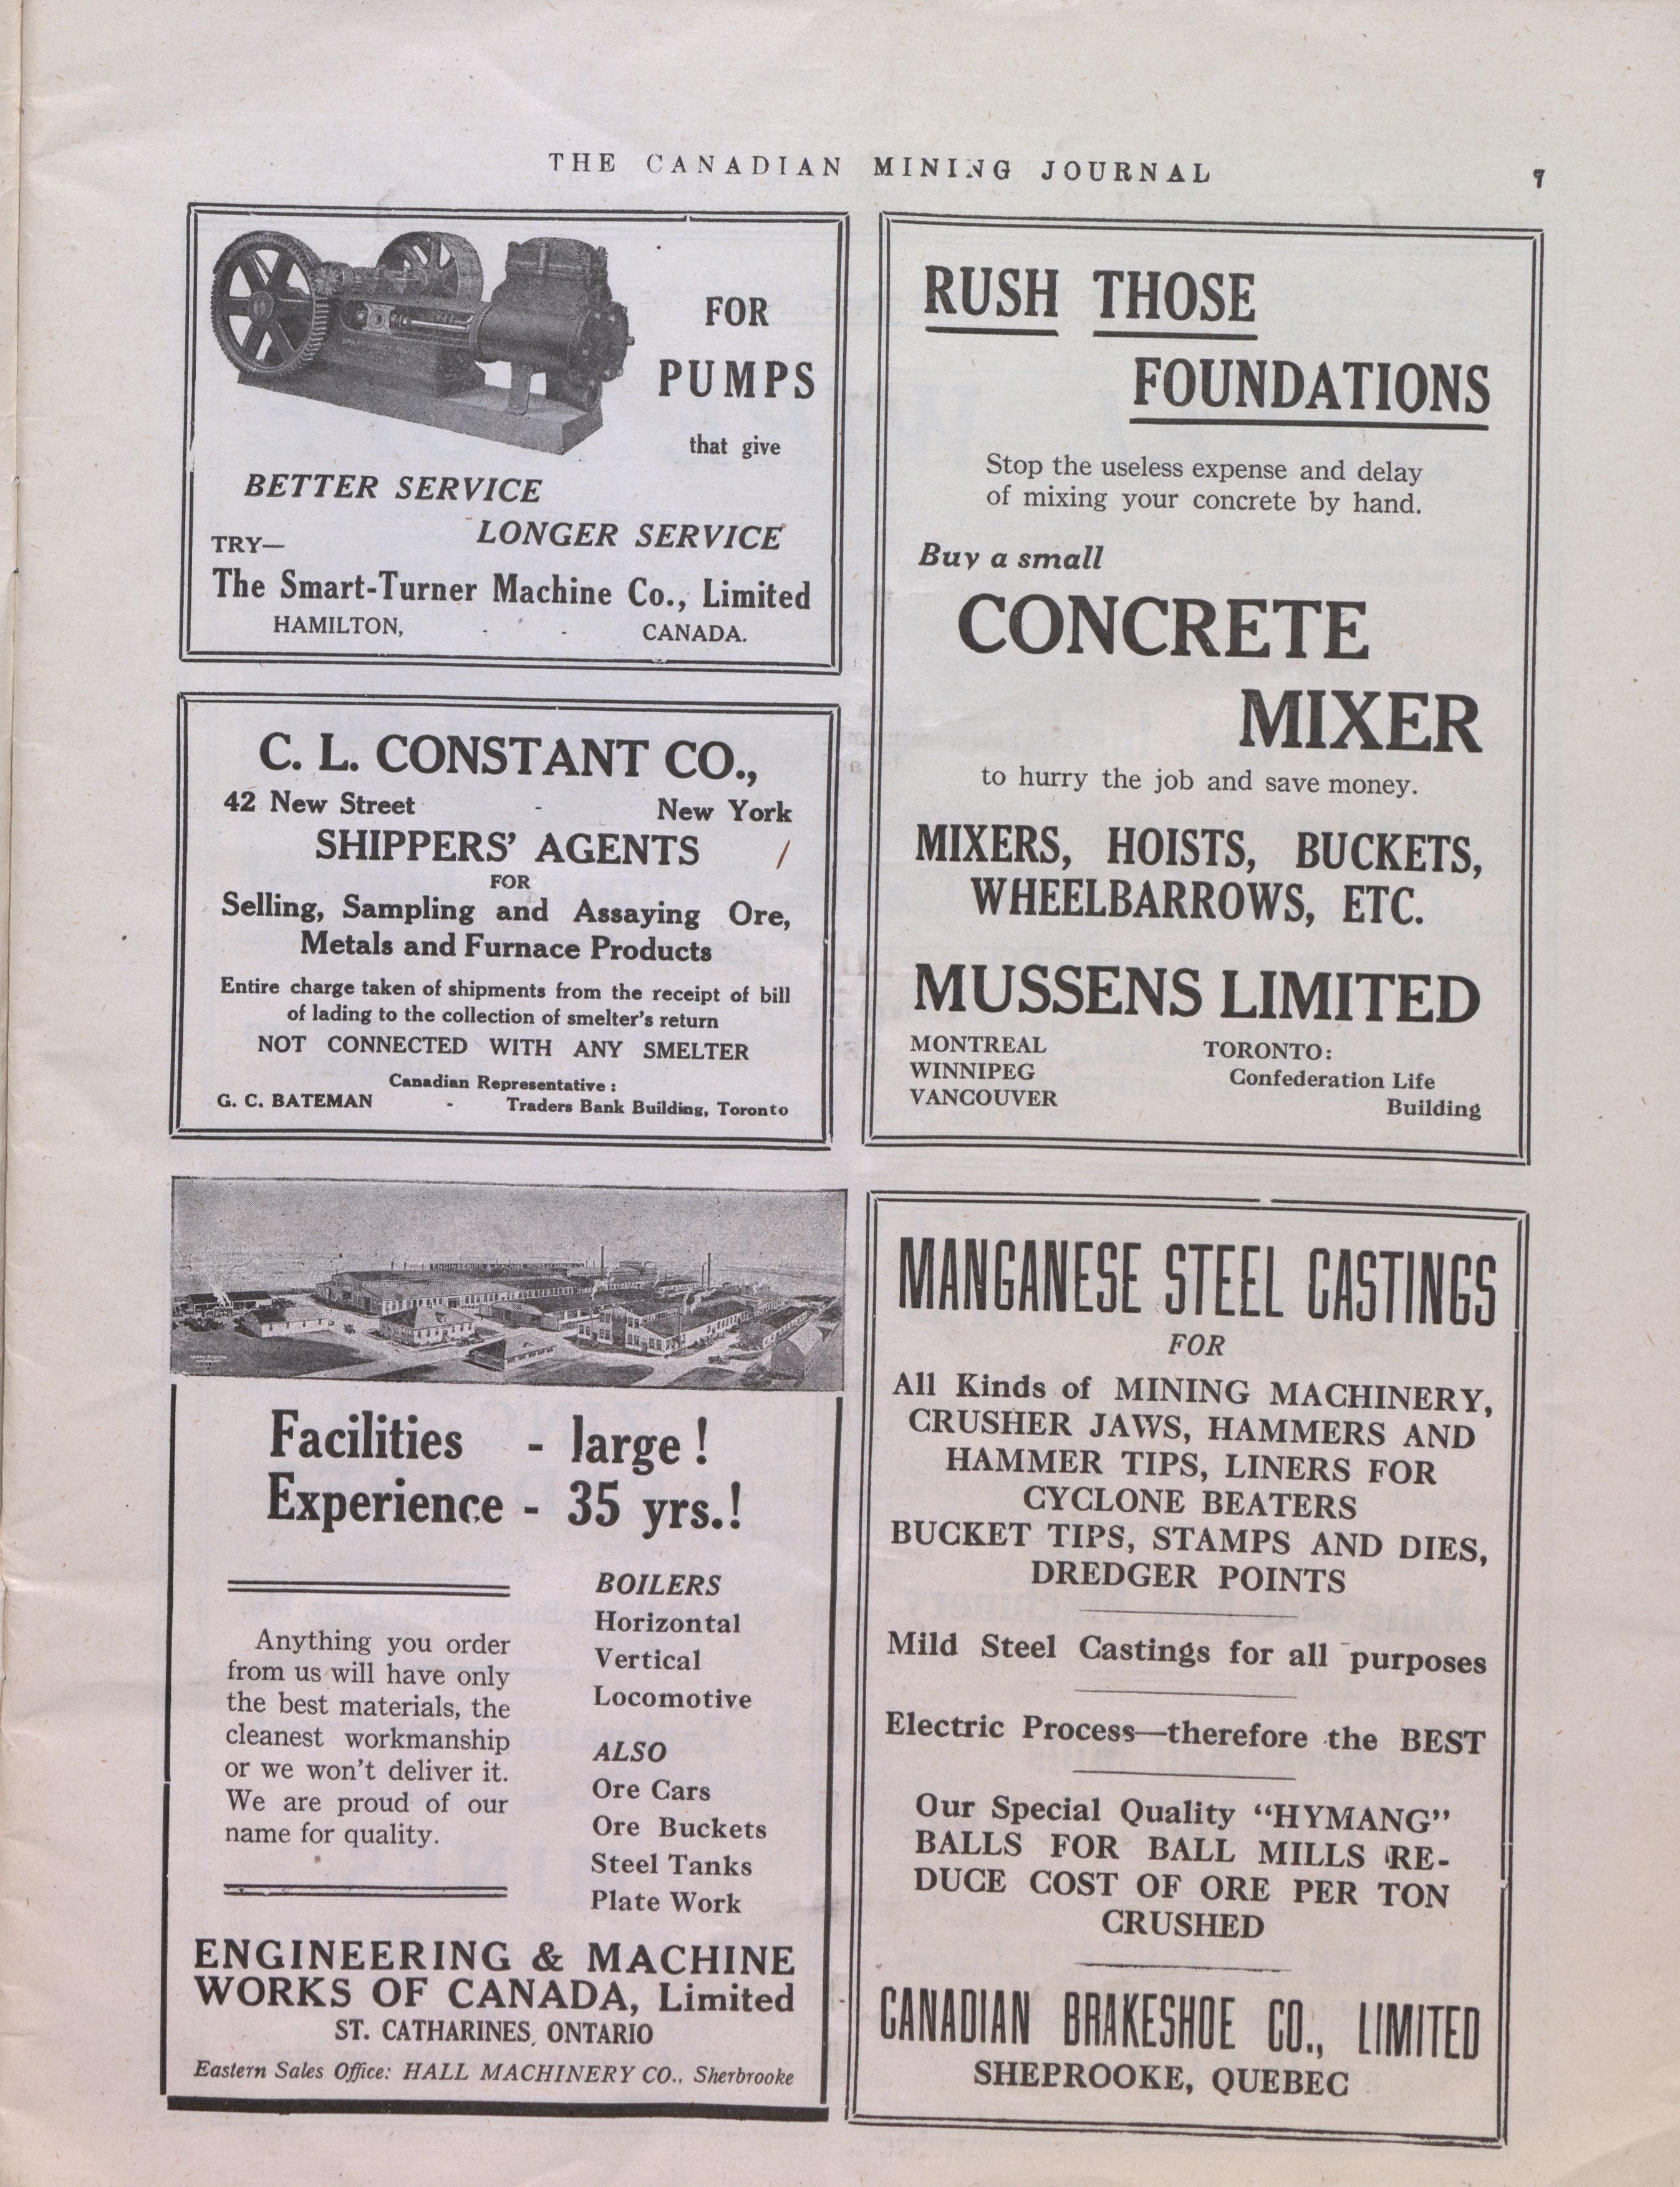 THE CANADIAN MINING JOURNAL
7
FOR
PUMPS
that give
BETTER SERVICE
LONGER SERVICE
TRY—
The Smart-Turner Machine Co., Limited
HAMILTON, - - CANADA.
C. L. CONSTANT CO.,
42 New Street - New York
SHIPPERS' AGENTS
FOR
Selling, Sampling and Assaying Ore,
Metals and Furnace Products
Entire charge taken of shipments from the receipt of bill
of lading to the collection of smelter's return
NOT CONNECTED WITH ANY SMELTER
Canadian Representative :
G. C. BATEMAN - Traders Bank Building, Toronto
Facilities - large !
Experience - 35 yrs.!
Anything you order
from us will have only
the best materials, the
cleanest workmanship
or we won't deliver it.
We are proud of our
name for quality.
BOILERS
Horizontal
Vertical
Locomotive
ALSO
Ore Cars
Ore Buckets
Steel Tanks
Plate Work
ENGINEERING & MACHINE
WORKS OF CANADA, Limited
ST. CATHARINES, ONTARIO
Eastern Sales Office: HALL MACHINERY CO., Sherbrooke
RUSH THOSE
FOUNDATIONS
Stop the useless expense and delay
of mixing your concrete by hand.
Buy a small
CONCRETE
MIXER
to hurry the job and save money.
MIXERS, HOISTS, BUCKETS,
WHEELBARROWS, ETC.
MUSSENS LIMITED
MONTREAL
WINNIPEG
VANCOUVER
TORONTO:
Confederation Life
Building
MANGANESE STEEL CASTINGS
FOR
All Kinds of MINING MACHINERY,
CRUSHER JAWS, HAMMERS AND
HAMMER TIPS, LINERS FOR
CYCLONE BEATERS
BUCKET TIPS, STAMPS AND DIES,
DREDGER POINTS
Mild Steel Castings for all purposes
Electric Process—therefore the BEST
Our Special Quality "HYMANG"
BALLS FOR BALL MILLS RE-
DUCE COST OF ORE PER TON
CRUSHED
CANADIAN BRAKESHOE CO., LIMITED
SHEPROOKE, QUEBEC